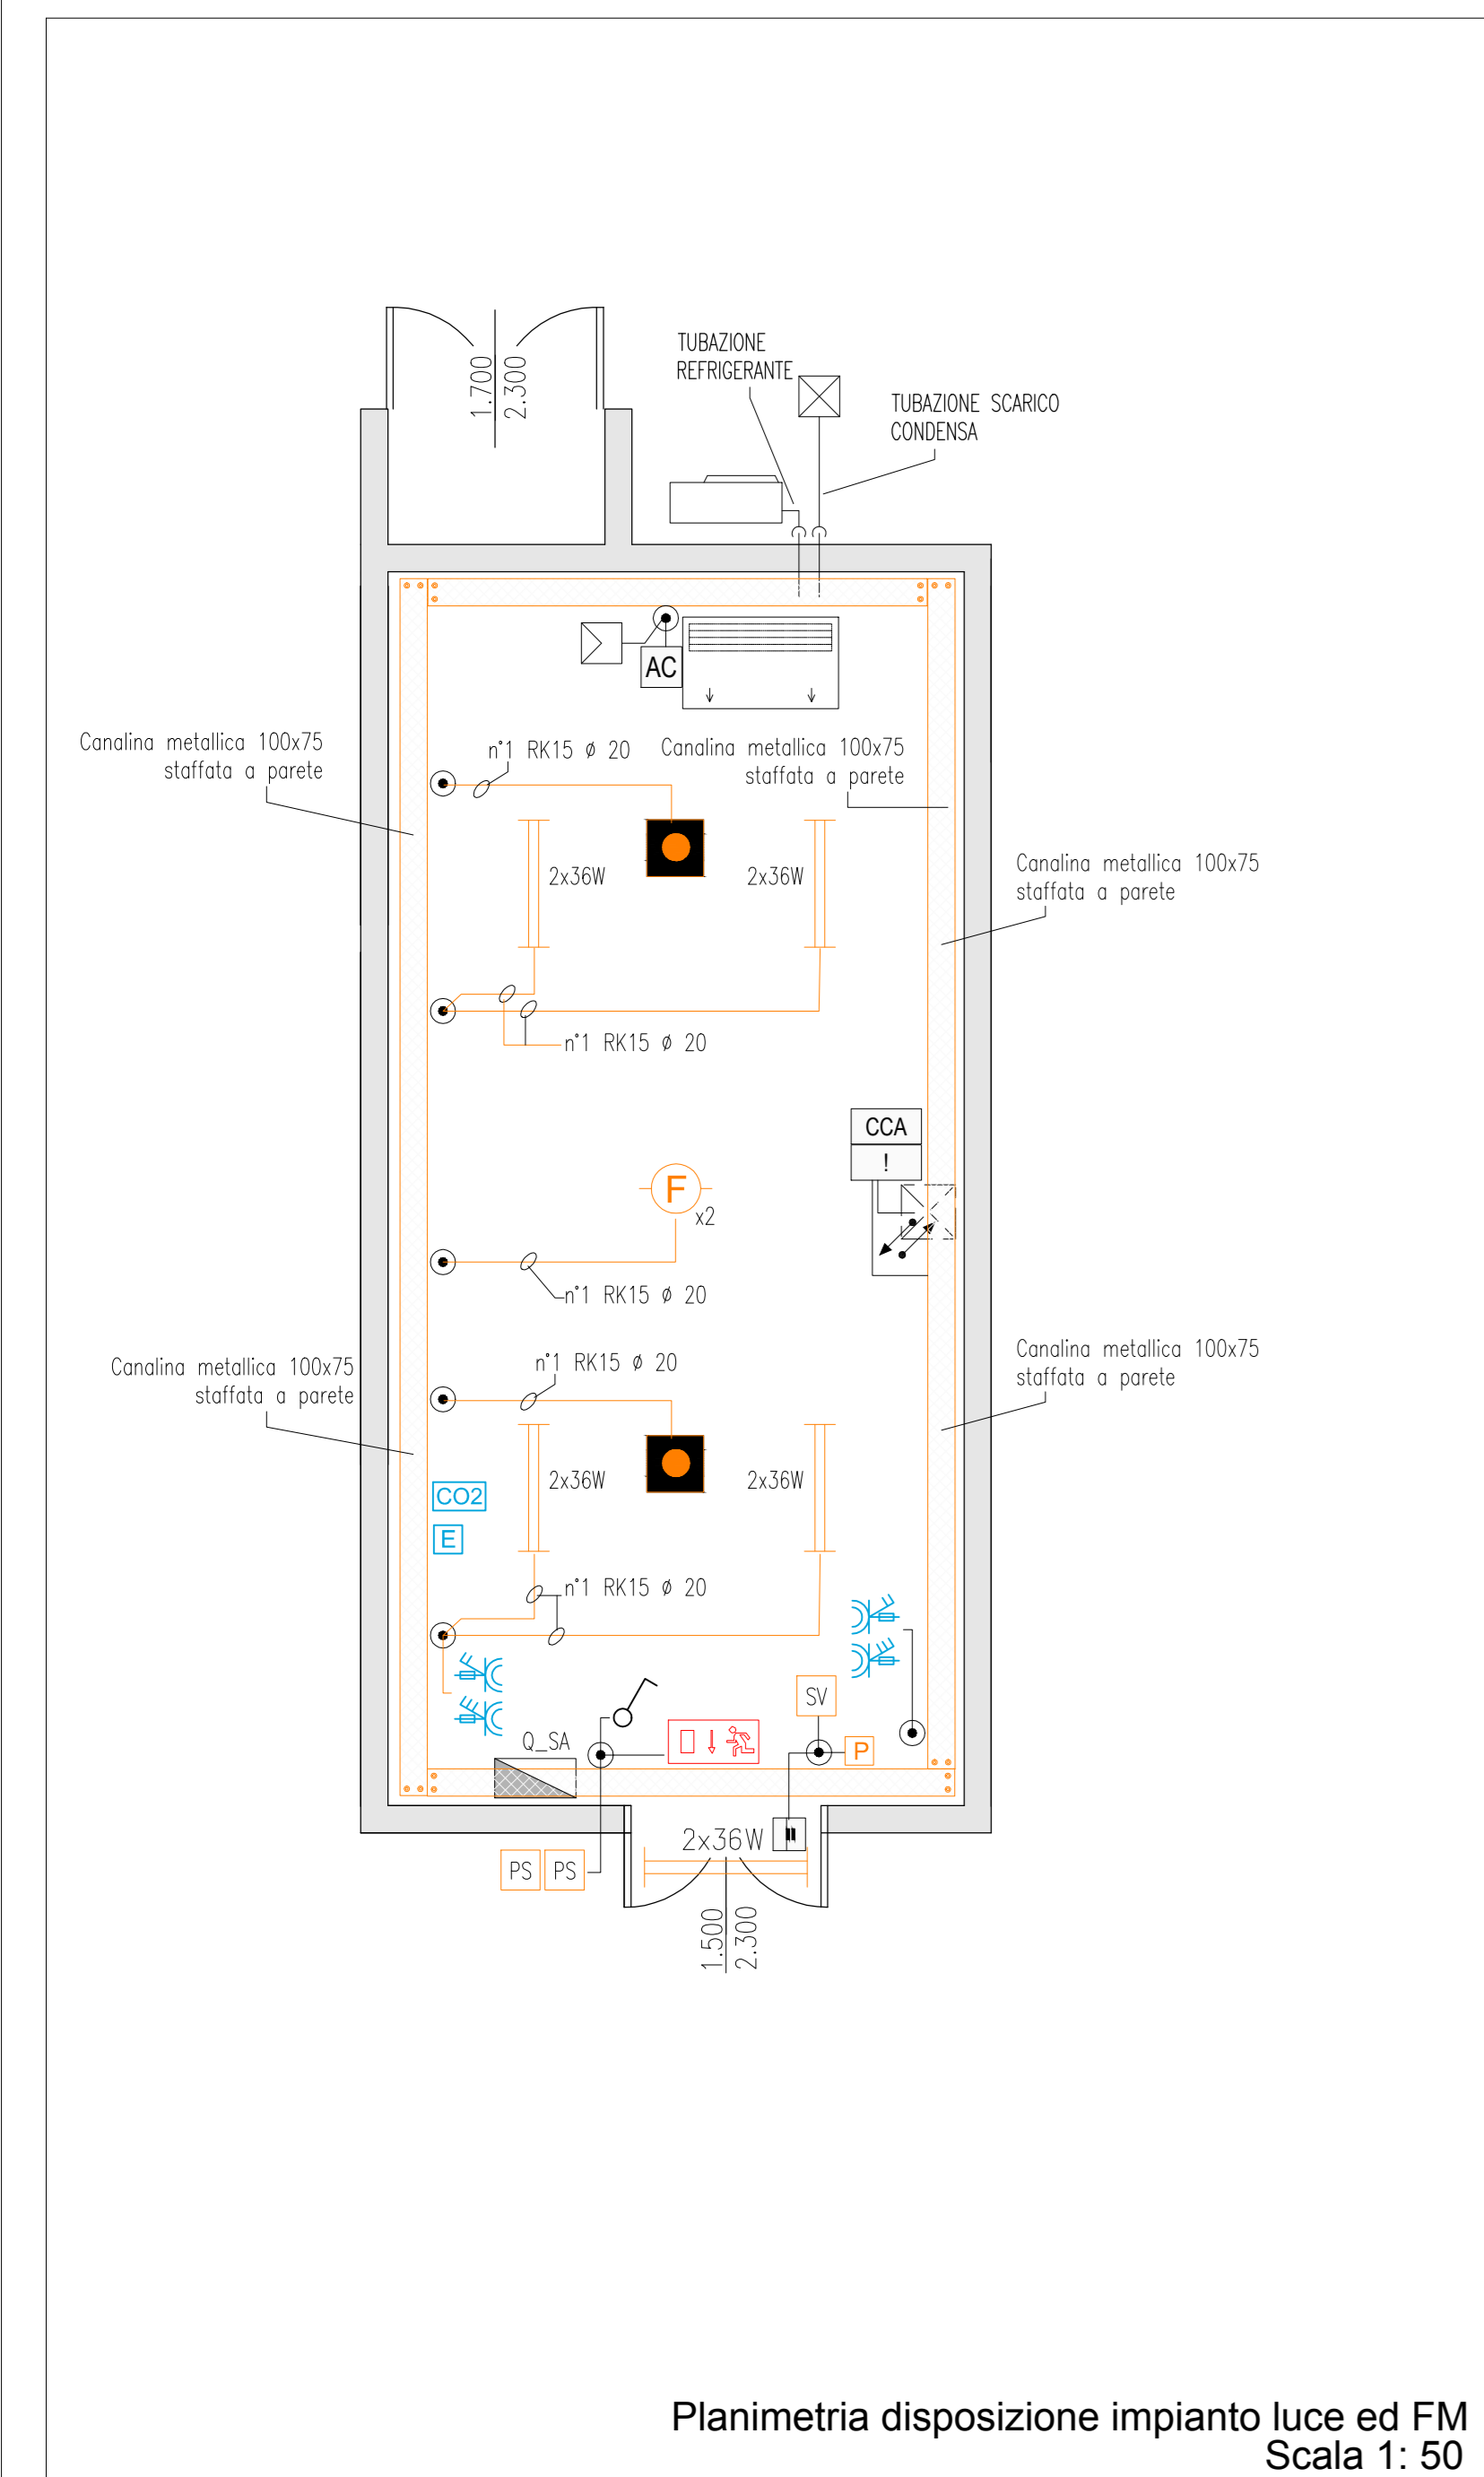 1.700
2.300
TUBAZIONE
REFRIGERANTE
TUBAZIONE SCARICO
CONDENSA
AC
Canalina metallica 100x75
staffata a parete
n°1 RK15 ø 20
Canalina metallica 100x75
staffata a parete
2x36W
2x36W
Canalina metallica 100x75
staffata a parete
n°1 RK15 ø 20
CCA
!
F
x2
n°1 RK15 ø 20
Canalina metallica 100x75
staffata a parete
n°1 RK15 ø 20
Canalina metallica 100x75
staffata a parete
2x36W
2x36W
CO2
E
n°1 RK15 ø 20
SV
Q_SA
P
2x36W
PS
PS
1.500
2.300
Planimetria disposizione impianto luce ed FM
Scala 1: 50